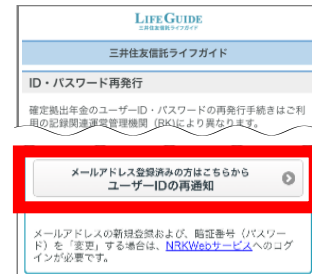 LIFE GUIDE
三井住友信託ライフガイド
三井住友信託ライフガイド
ID・パスワード再発行
確定拠出年金のユーザーID・パスワードの再発行手続きはご利
用の記録関連運営管理機関（RK)により異なります。
メールアドレス登録済みの方はこちらから
ユーザーIDの再通知
メールアドレスの新規登録および、暗証番号（パスワー
ド）を「変更」する場合は、NRKWebサービスへのログ
インが必要です。